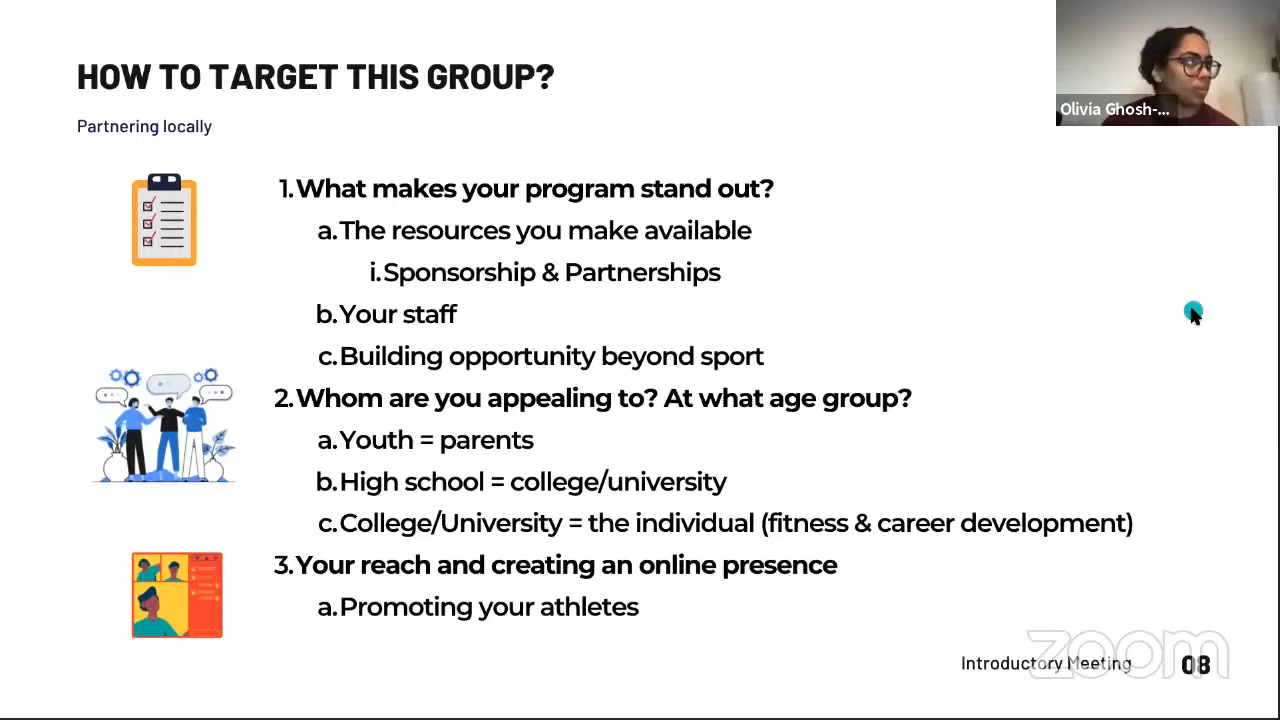 HOW TO TARGET THIS GROUP?
Olivia Ghosh-...
Partnering locally
1. What makes your program stand out?
a. The resources you make available
i. Sponsorship & Partnerships
b. Your staff
c. Building opportunity beyond sport
2. Whom are you appealing to? At what age group?
a. Youth = parents
b. High school = college/university
c. College/University = the individual (fitness & career development)
3. Your reach and creating an online presence
a. Promoting your athletes
zoom
Introductory Meeting 08